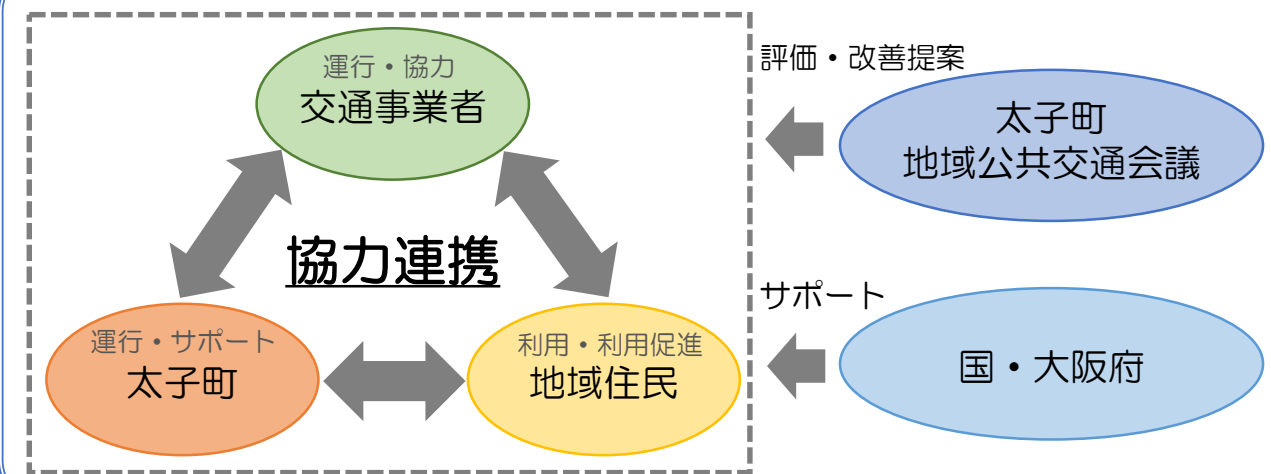 運行・協力
交通事業者
協力連携
運行・サポート
太子町
利用・利用促進
地域住民
評価・改善提案
太子町
地域公共交通会議
サポート
国・大阪府